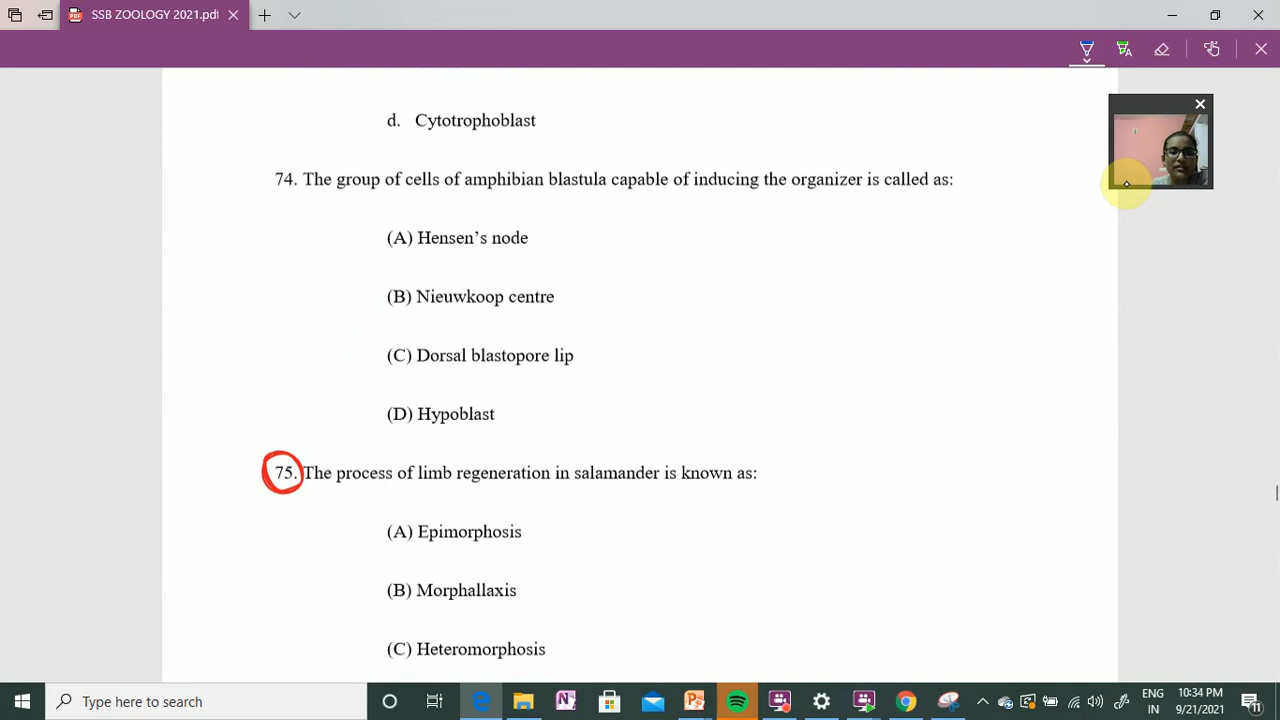 SSB ZOOLOGY 2021.pdf
d. Cytotrophoblast
74. The group of cells of amphibian blastula capable of inducing the organizer is called as:
(A) Hensen’s node
(B) Nieuwkoop centre
(C) Dorsal blastopore lip
(D) Hypoblast
75. The process of limb regeneration in salamander is known as:
(A) Epimorphosis
(B) Morphallaxis
(C) Heteromorphosis
Type here to search
ENG
IN
10:34 PM
9/21/2021
11